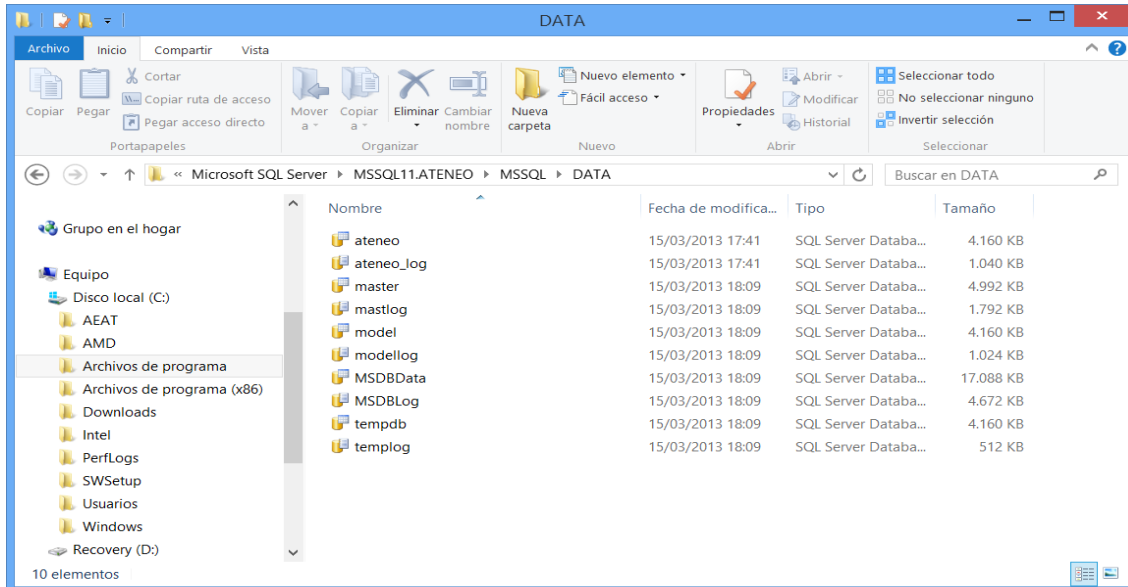 DATA
Archivo Inicio Compartir Vista
Copiar
Pegar
Cortar
Copiar ruta de acceso
Pegar acceso directo
Portapapeles
Mover a
Copiar a
Eliminar
Cambiar nombre
Organizar
Nueva carpeta
Nuevo elemento
Fácil acceso
Nuevo
Propiedades
Abrir
Modificar
Historial
Abrir
Seleccionar todo
No seleccionar ninguno
Invertir selección
Seleccionar
« Microsoft SQL Server MSSQL11.ATENEO MSSQL DATA
Buscar en DATA
Grupo en el hogar
Equipo
Disco local (C:)
AEAT
AMD
Archivos de programa
Archivos de programa (x86)
Downloads
Intel
PerfLogs
SWSetup
Usuarios
Windows
Recovery (D:)
Nombre Fecha de modifica... Tipo Tamaño
ateneo 15/03/2013 17:41 SQL Server Databa... 4.160 KB
ateneo_log 15/03/2013 17:41 SQL Server Databa... 1.040 KB
master 15/03/2013 18:09 SQL Server Databa... 4.992 KB
mastlog 15/03/2013 18:09 SQL Server Databa... 1.792 KB
model 15/03/2013 18:09 SQL Server Databa... 4.160 KB
modellog 15/03/2013 18:09 SQL Server Databa... 1.024 KB
MSDBData 15/03/2013 18:09 SQL Server Databa... 17.088 KB
MSDBLog 15/03/2013 18:09 SQL Server Databa... 4.672 KB
tempdb 15/03/2013 18:09 SQL Server Databa... 4.160 KB
templog 15/03/2013 18:09 SQL Server Databa... 512 KB
10 elementos